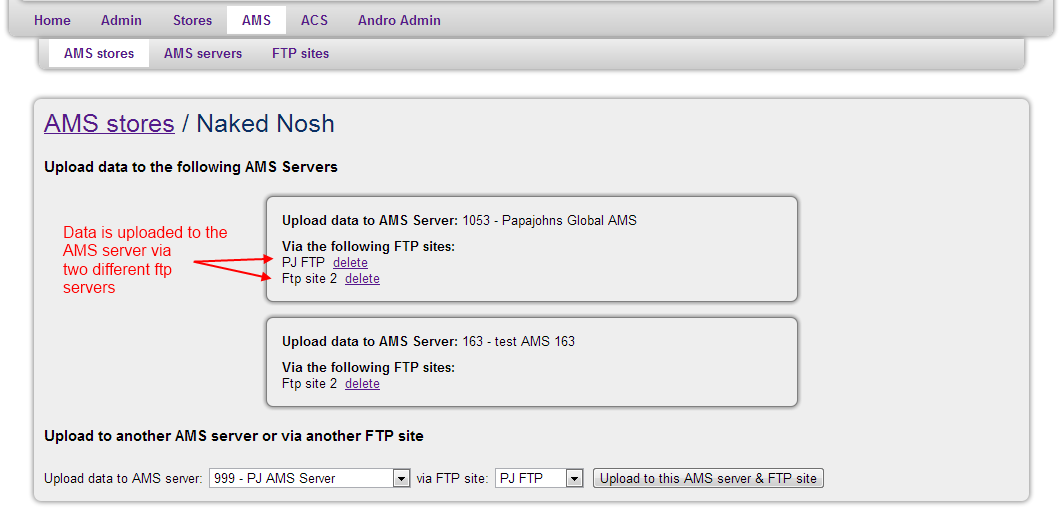 Home Admin Stores AMS ACS Andro Admin
AMS stores AMS servers FTP sites
AMS stores / Naked Nosh
Upload data to the following AMS Servers
Data is uploaded to the
AMS server via
two different ftp
servers
Upload data to AMS Server: 1053 - Papajohns Global AMS
Via the following FTP sites:
PJ FTP delete
Ftp site 2 delete
Upload data to AMS Server: 163 - test AMS 163
Via the following FTP sites:
Ftp site 2 delete
Upload to another AMS server or via another FTP site
Upload data to AMS server: 999 - PJ AMS Server via FTP site: PJ FTP Upload to this AMS server & FTP site